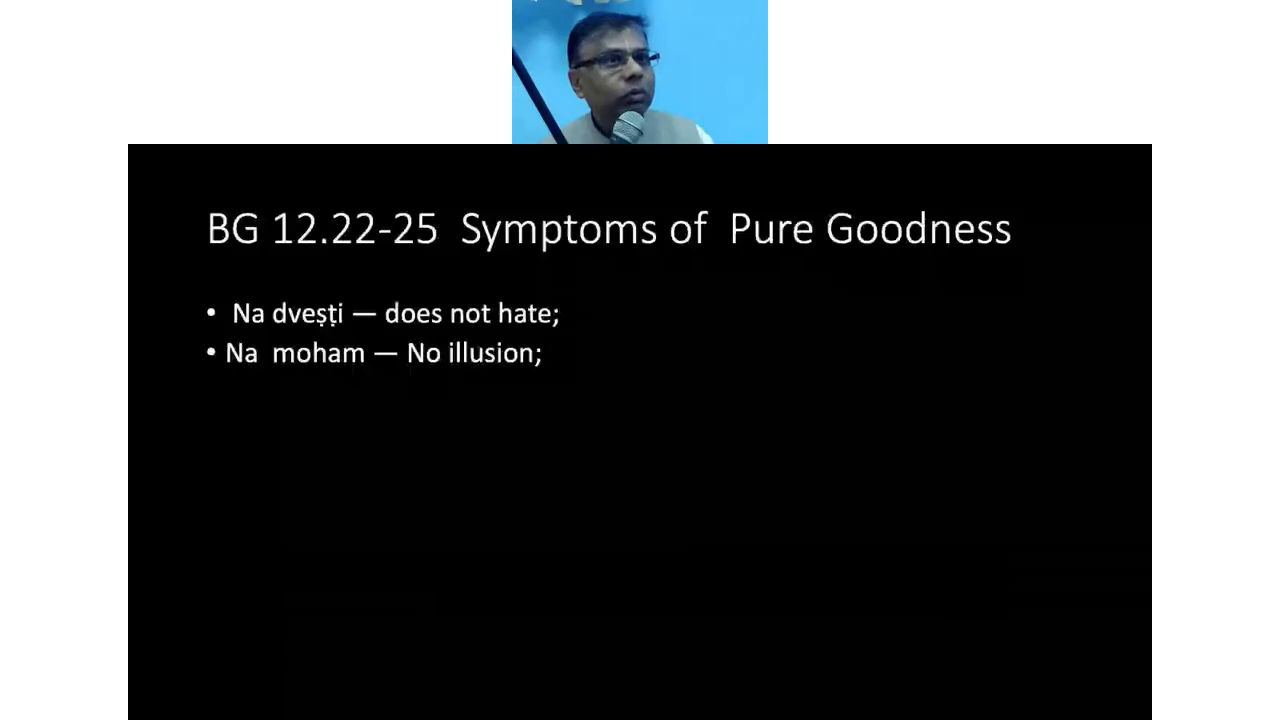 BG 12.22-25 Symptoms of Pure Goodness
• Na dveṣṭi — does not hate;
• Na moham — No illusion;